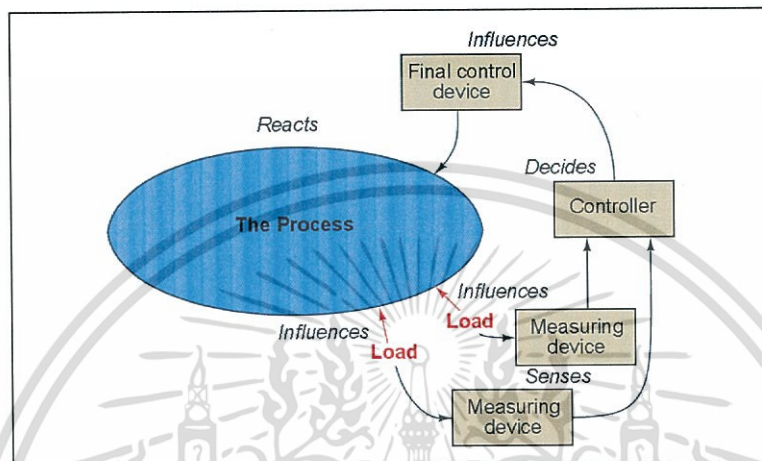 Influences
Final control
device
Reacts
Decides
The Process
Controller
Influences
Load
Influences
Load
Measuring
device
Senses
Measuring
device